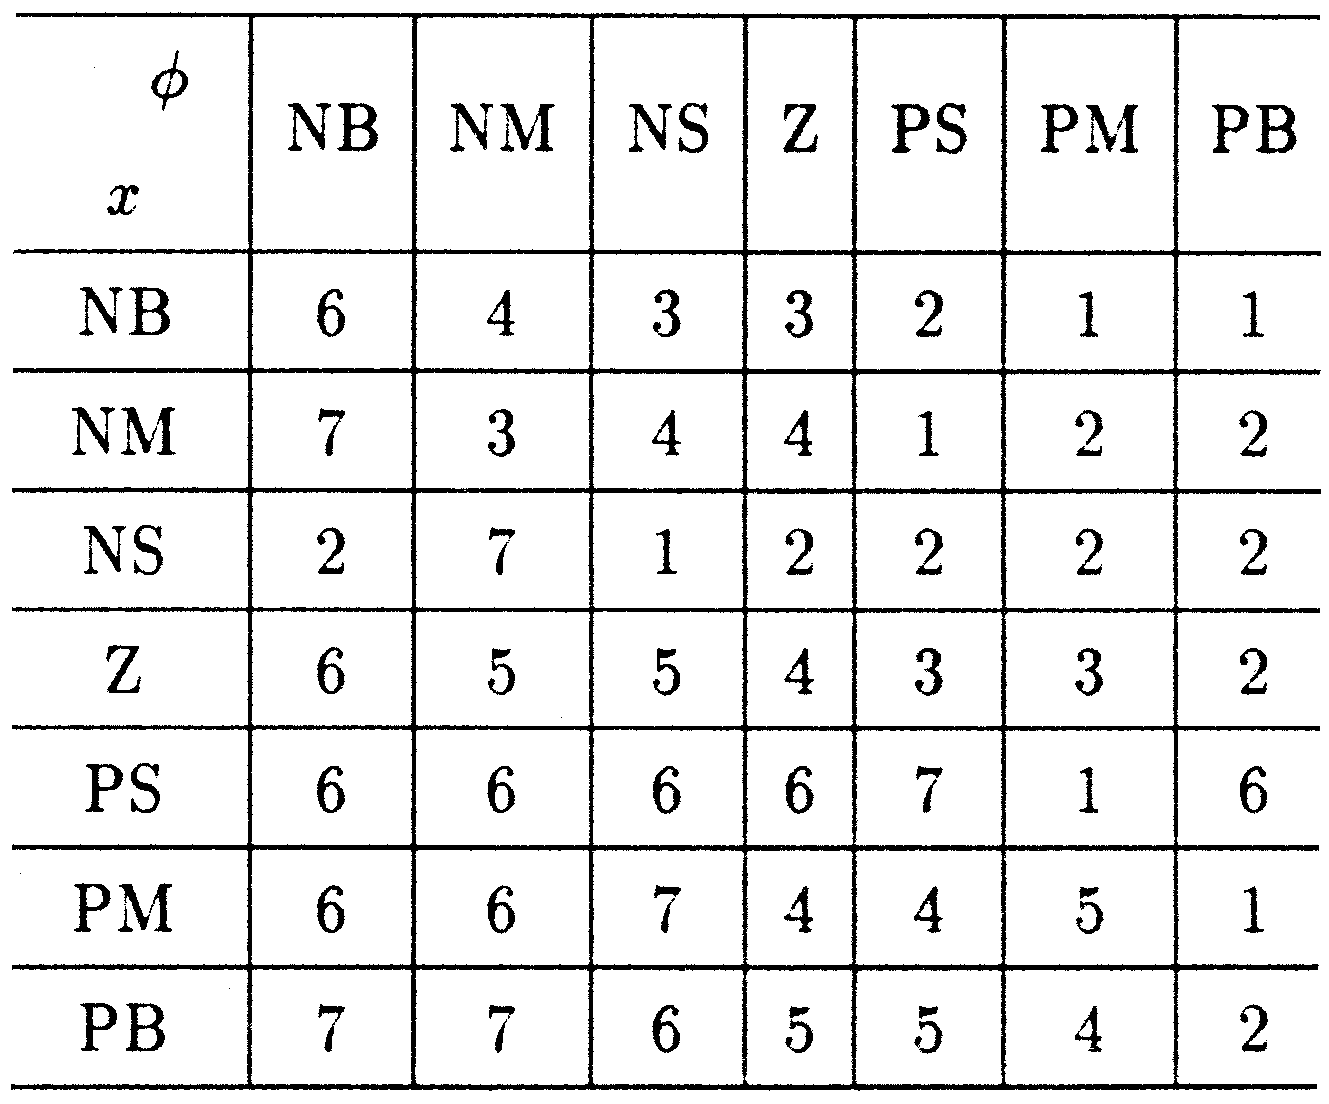 ϕ
x NB NM NS Z PS PM PB
NB 6 4 3 3 2 1 1
NM 7 3 4 4 1 2 2
NS 2 7 1 2 2 2 2
Z 6 5 5 4 3 3 2
PS 6 6 6 6 7 1 6
PM 6 6 7 4 4 5 1
PB 7 7 6 5 5 4 2